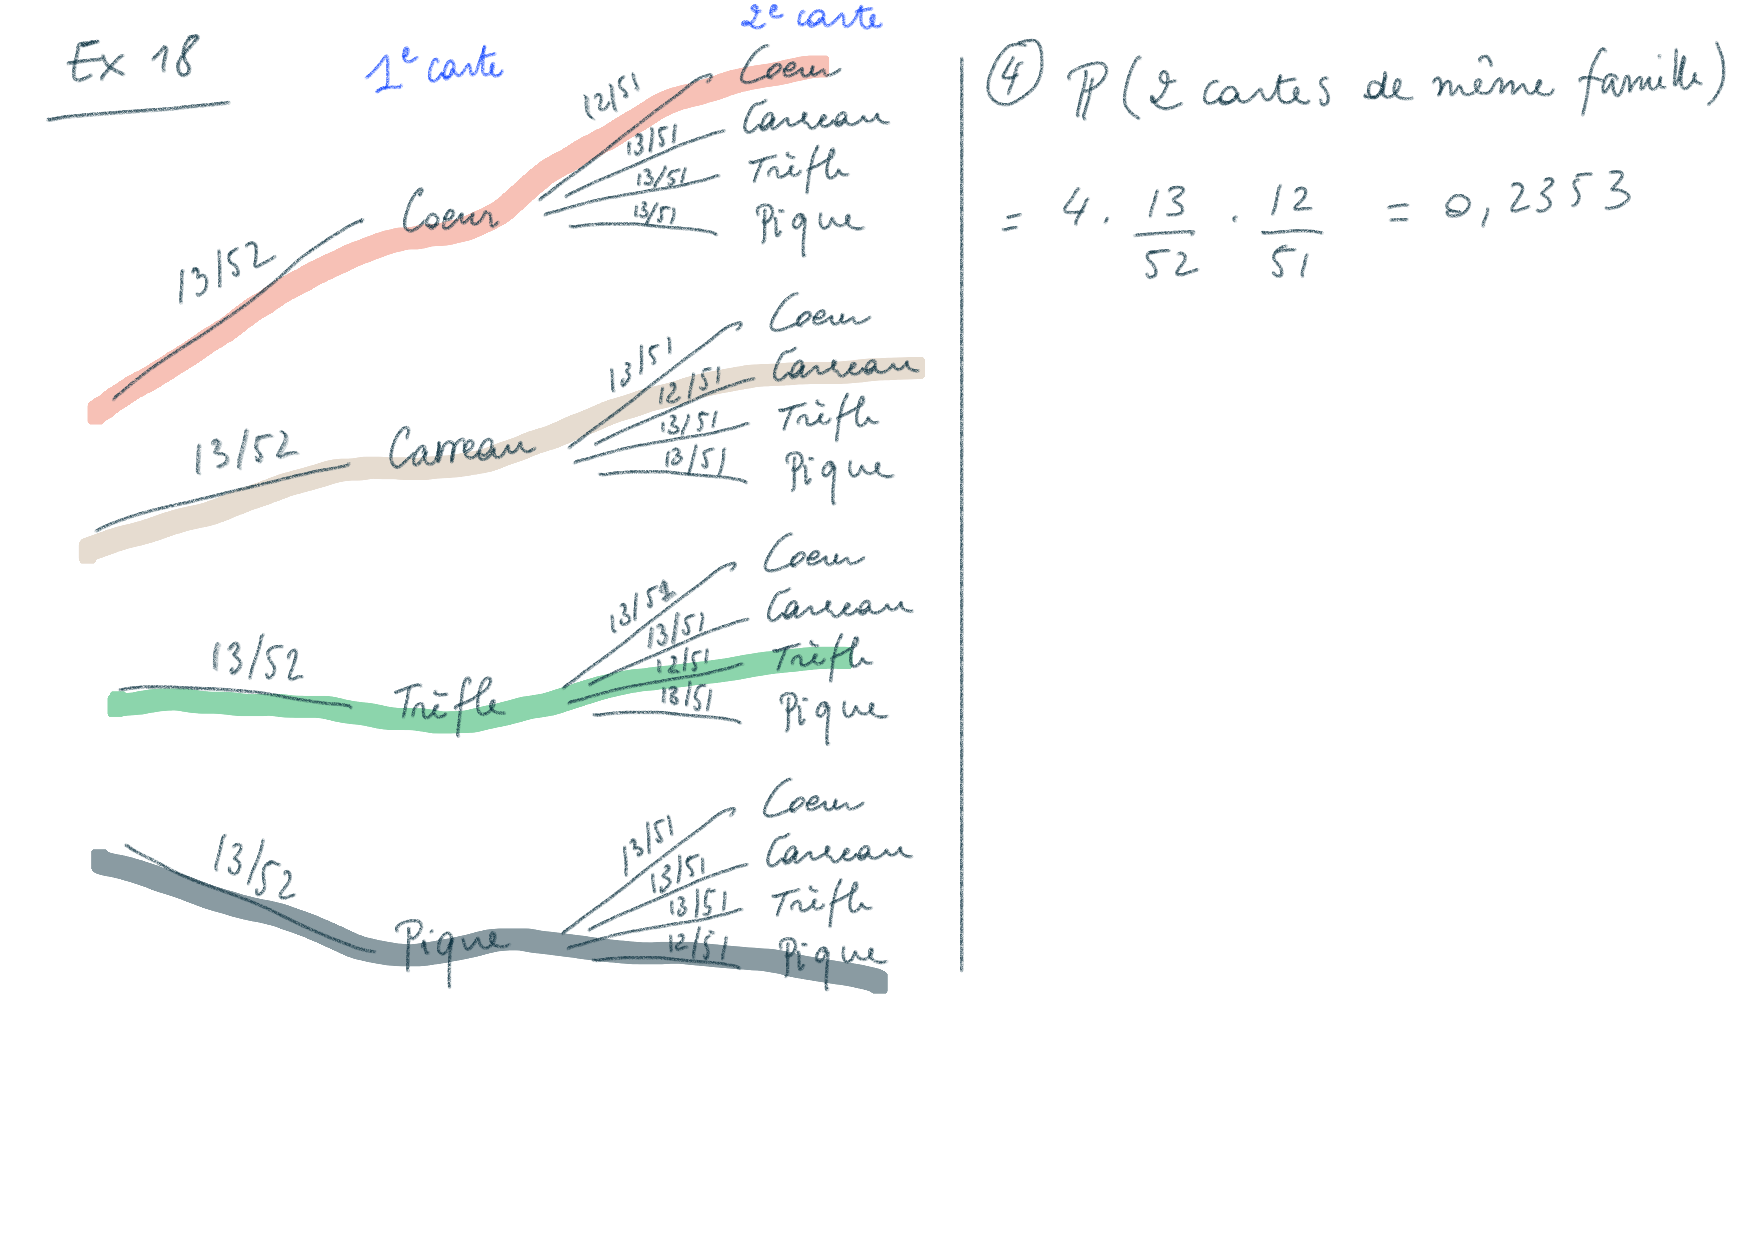 Ex 18
1e carte
2e carte
13/52 Coeur
12/51 Coeur
13/51 Carreau
13/51 Trèfle
13/51 Pique
13/52 Carreau
13/51 Coeur
12/51 Carreau
13/51 Trèfle
13/51 Pique
13/52 Trèfle
13/51 Coeur
13/51 Carreau
12/51 Trèfle
13/51 Pique
13/52 Pique
13/51 Coeur
13/51 Carreau
13/51 Trèfle
12/51 Pique
④ ℙ(2 cartes de même famille)
= 4 · 13/52 · 12/51 = 0,2353